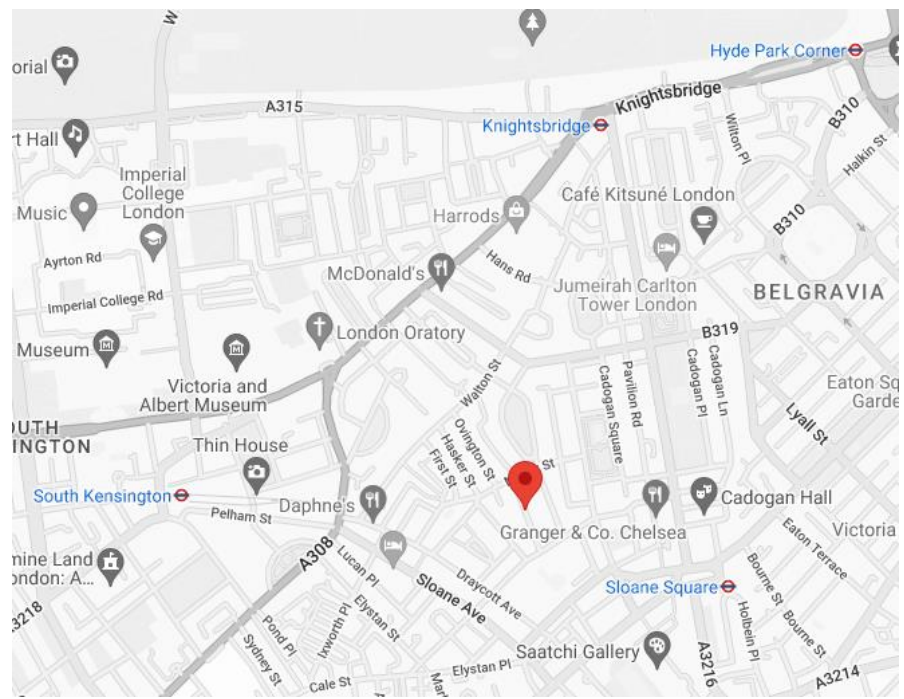 Hyde Park Corner
orial
W
A315
Knightsbridge
Knightsbridge
B310
Wilton Pl
Halkin St
rt Hall
Imperial
College
London
Café Kitsuné London
Music
Harrods
B310
Ayrton Rd
Hans Rd
McDonald's
Jumeirah Carlton
Tower London
Imperial College Rd
BELGRAVIA
London Oratory
B319
Museum
Walton St
Victoria and
Albert Museum
Pavilion Rd
Cadogan Square
Cadogan Ln
Cadogan Pl
Eaton Sq
Garde
Lyall St
OUTH
INGTON
Thin House
Ovington St
Hasker St
First St
St
South Kensington
Daphne's
Cadogan Hall
Pelham St
Granger & Co. Chelsea
Victoria
Eaton Terrace
A308
Lucan Pl
mine Land
ondon: A...
Draycott Ave
Sloane Ave
Sloane Square
Bourne St
A3218
Elystan St
Ixworth Pl
Pond Pl
Sydney St
Holbein Pl
Bourne St
Saatchi Gallery
Elystan Pl
Cale St
Mar
A3216
A3214